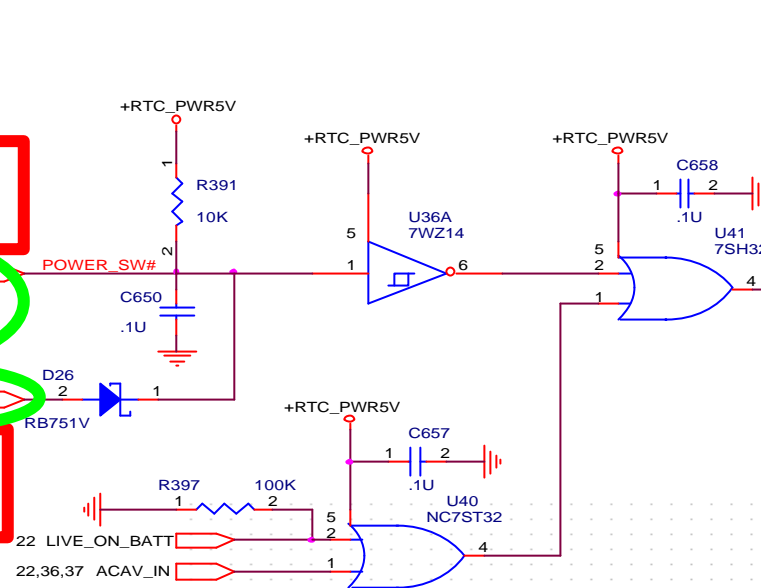 +RTC_PWR5V
+RTC_PWR5V
+RTC_PWR5V
1
R391
10K
2
C658
1
2
.1U
U36A
7WZ14
5
1
6
U41
5
2
1
4
POWER_SW#
C650
.1U
D26
2
1
RB751V
+RTC_PWR5V
C657
1
2
.1U
R397
100K
1
2
U40
NC7ST32
5
2
1
4
22 LIVE_ON_BATT
22,36,37 ACAV_IN